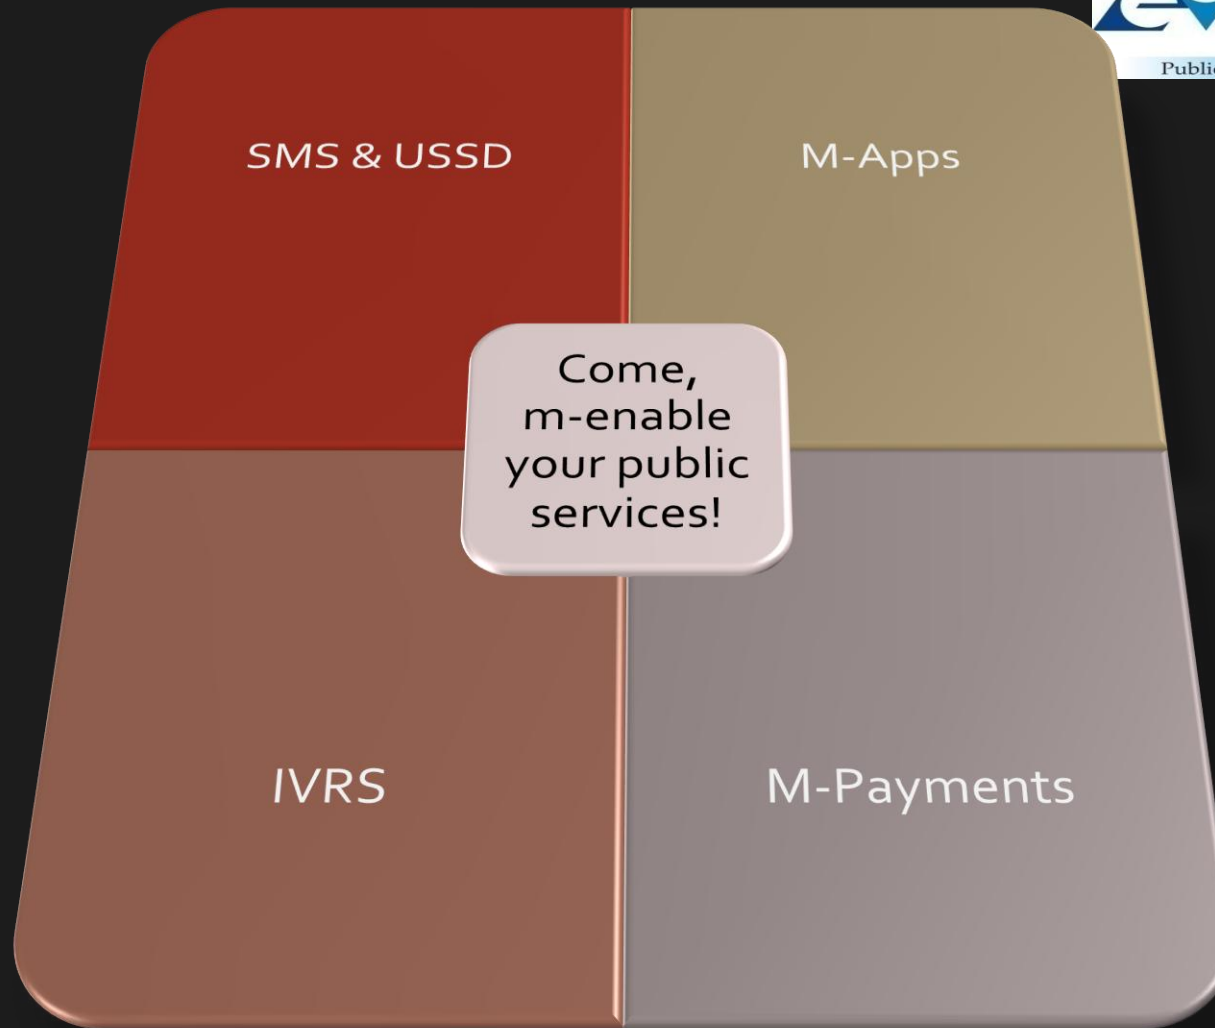 SMS & USSD
M-Apps
Come,
m-enable
your public
services!
IVRS
M-Payments